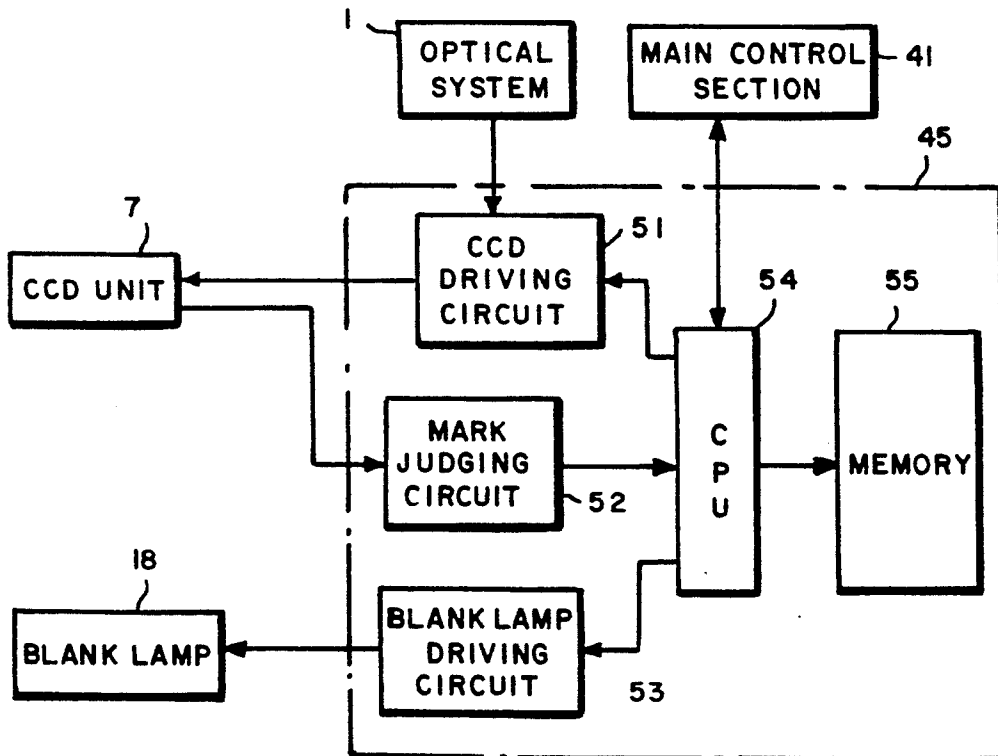 1
OPTICAL
SYSTEM
MAIN CONTROL
SECTION
41
45
7
CCD UNIT
51
CCD
DRIVING
CIRCUIT
54
55
MARK
JUDGING
CIRCUIT
52
CPU
MEMORY
18
BLANK LAMP
BLANK LAMP
DRIVING
CIRCUIT
53